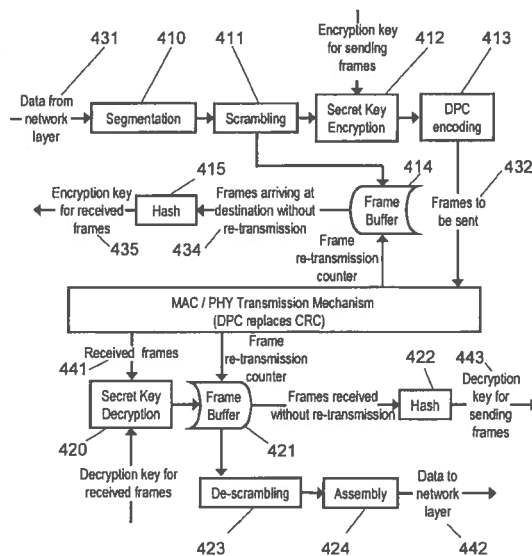 431
410
411
Encryption key
for sending
frames
412
413
Data from
network
layer
Segmentation
Scrambling
Secret Key
Encryption
DPC
encoding
415
414
432
Encryption key
for received
frames
435
Hash
Frames arriving at
destination without
re-transmission
434
Frame
Buffer
Frames to
be sent
Frame
re-transmission
counter
MAC / PHY Transmission Mechanism
(DPC replaces CRC)
Received frames
441
Frame
re-transmission
counter
422
443
Secret Key
Decryption
420
Frame
Buffer
421
Frames received
without re-transmission
Hash
Decryption
key for
sending
frames
Decryption key for
received frames
De-scrambling
423
Assembly
424
Data to
network
layer
442